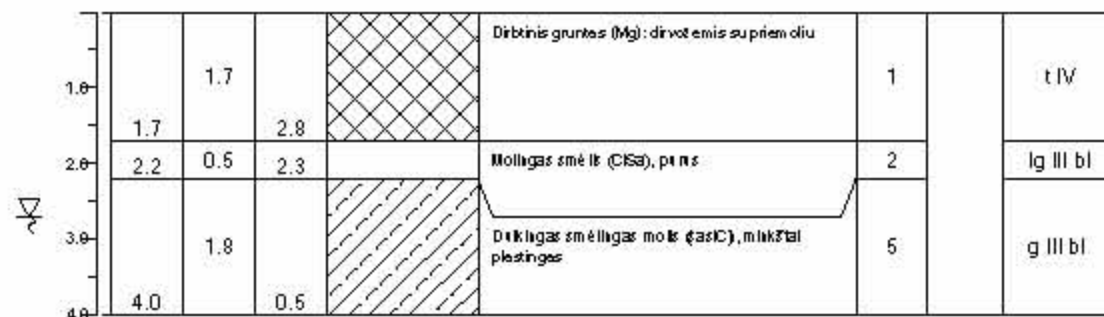 Dirbtinis gruntas (Mg): dirvožemis su priemoliu
1.0
1.7
1
t IV
1.7
2.8
2.0
2.2
0.5
2.3
Molingas smėlis (ClSa), purus
2
lg III bl
3.0
1.8
Dulkingas smėlingas molis (sasiCl), minkštai
plastingas
5
g III bl
4.0
0.5
4.0